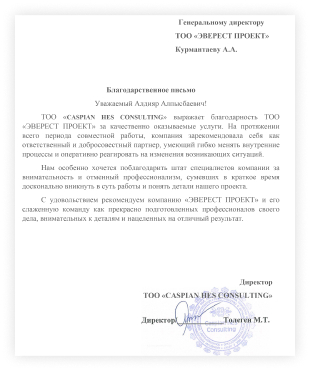 Генеральному директору
ТОО «ЭВЕРЕСТ ПРОЕКТ»
Курмантаеву А.А.
Благодарственное письмо
Уважаемый Алдияр Алпысбаевич!
ТОО «CASPIAN HES CONSULTING» выражает благодарность ТОО
«ЭВЕРЕСТ ПРОЕКТ» за качественно оказываемые услуги. На протяжении
всего периода совместной работы, компания зарекомендовала себя как
ответственный и добросовестный партнер, умеющий гибко менять внутренние
процессы и оперативно реагировать на изменения возникающих ситуаций.
Нам особенно хочется поблагодарить штат специалистов компании за
внимательность и отменный профессионализм, сумевших в краткое время
досконально вникнуть в суть работы и понять детали нашего проекта.
С удовольствием рекомендуем компанию «ЭВЕРЕСТ ПРОЕКТ» и его
слаженную команду как прекрасно подготовленных профессионалов своего
дела, внимательных к деталям и нацеленных на отличный результат.
Директор
ТОО «CASPIAN HES CONSULTING»
Директор Толеген М.Т.
Caspian
Consulting